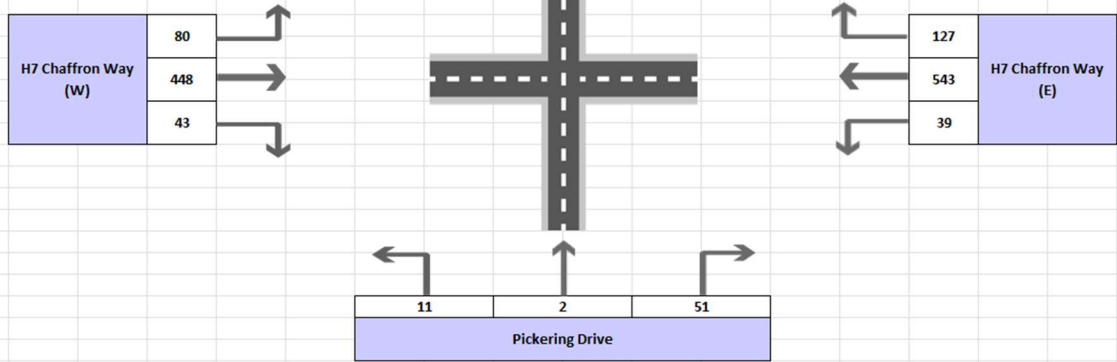 80
127
H7 Chaffron Way
(W)
448
543
H7 Chaffron Way
(E)
43
39
11 2 51
Pickering Drive